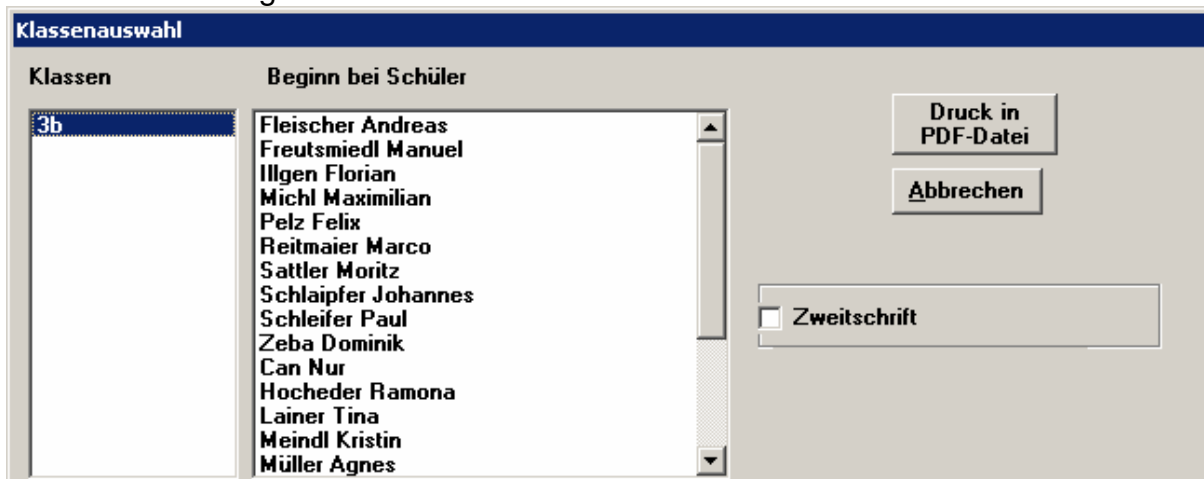 Klassenauswahl
Klassen
Beginn bei Schüler
3b
Fleischer Andreas
Freutsmiedl Manuel
Illgen Florian
Michl Maximilian
Pelz Felix
Reitmaier Marco
Sattler Moritz
Schlaipfer Johannes
Schleifer Paul
Zeba Dominik
Can Nur
Hocheder Ramona
Lainer Tina
Meindl Kristin
Müller Agnes
Druck in
PDF-Datei
Abbrechen
Zweitschrift